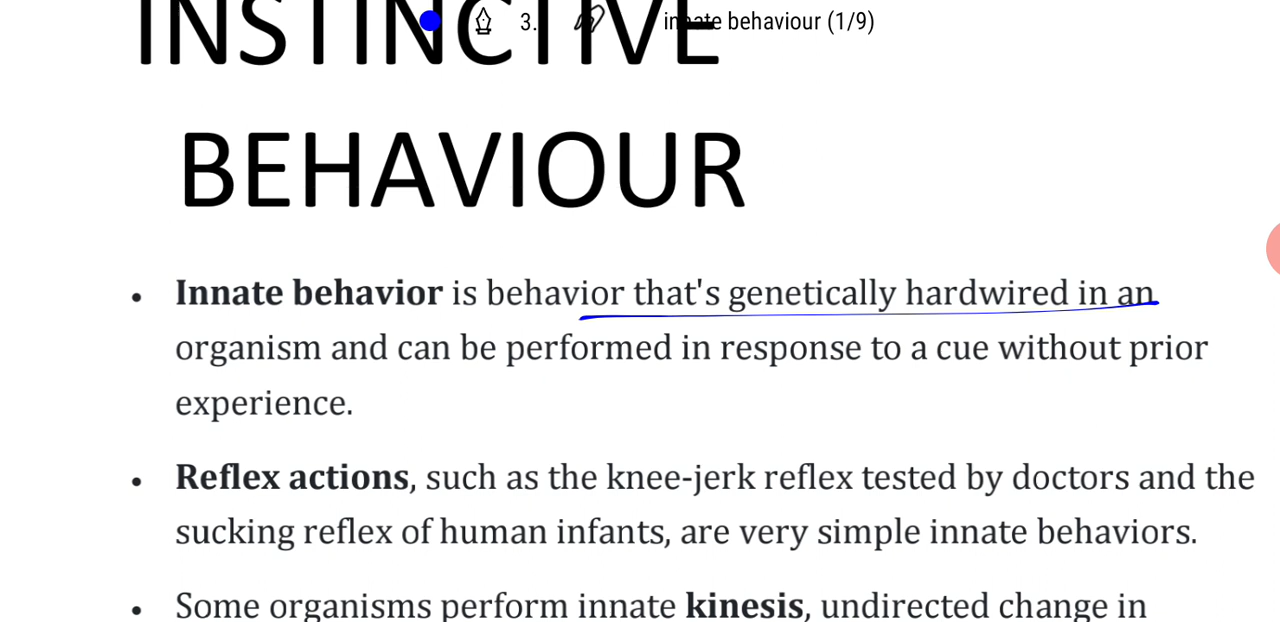 3.
innate behaviour (1/9)
INSTINCTIVE
BEHAVIOUR
• Innate behavior is behavior that's genetically hardwired in an
organism and can be performed in response to a cue without prior
experience.
• Reflex actions, such as the knee-jerk reflex tested by doctors and the
sucking reflex of human infants, are very simple innate behaviors.
• Some organisms perform innate kinesis, undirected change in